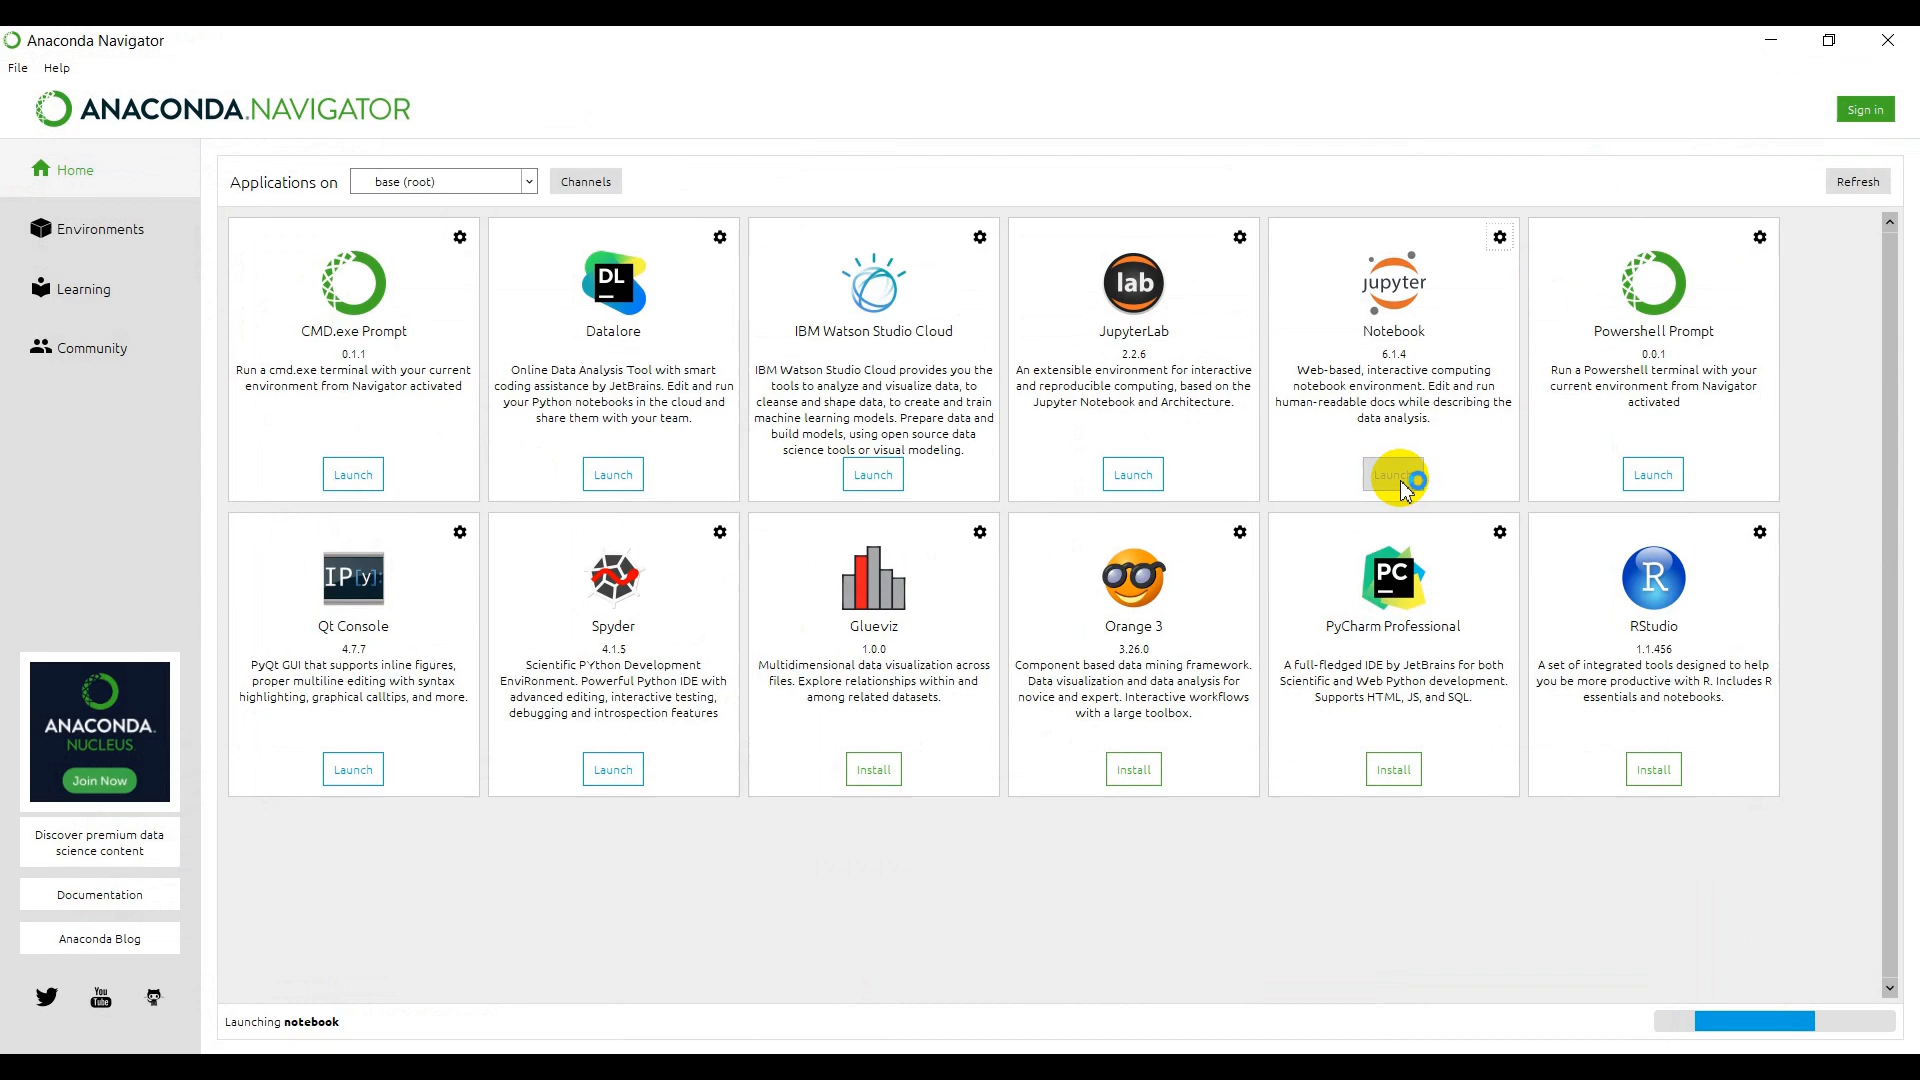 Anaconda Navigator
File Help
ANACONDA.NAVIGATOR
Sign in
Home
Environments
Learning
Community
Applications on base (root) Channels
Refresh
CMD.exe Prompt
0.1.1
Run a cmd.exe terminal with your current
environment from Navigator activated
Launch
DL
Datalore
Online Data Analysis Tool with smart
coding assistance by JetBrains. Edit and run
your Python notebooks in the cloud and
share them with your team.
Launch
IBM Watson Studio Cloud
IBM Watson Studio Cloud provides you the
tools to analyze and visualize data, to
cleanse and shape data, to create and train
machine learning models. Prepare data and
build models, using open source data
science tools or visual modeling.
Launch
lab
JupyterLab
2.2.6
An extensible environment for interactive
and reproducible computing, based on the
Jupyter Notebook and Architecture.
Launch
jupyter
Notebook
6.1.4
Web-based, interactive computing
notebook environment. Edit and run
human-readable docs while describing the
data analysis.
Launch
Powershell Prompt
0.0.1
Run a Powershell terminal with your
current environment from Navigator
activated
Launch
IP[y]:
Qt Console
4.7.7
PyQt GUI that supports inline figures,
proper multiline editing with syntax
highlighting, graphical calltips, and more.
Launch
Spyder
4.1.5
Scientific PYthon Development
EnviRonment. Powerful Python IDE with
advanced editing, interactive testing,
debugging and introspection features
Launch
Glueviz
1.0.0
Multidimensional data visualization across
files. Explore relationships within and
among related datasets.
Install
Orange 3
3.26.0
Component based data mining framework.
Data visualization and data analysis for
novice and expert. Interactive workflows
with a large toolbox.
Install
PC
PyCharm Professional
A full-fledged IDE by JetBrains for both
Scientific and Web Python development.
Supports HTML, JS, and SQL.
Install
R
RStudio
1.1.456
A set of integrated tools designed to help
you be more productive with R. Includes R
essentials and notebooks.
Install
ANACONDA.
NUCLEUS
Join Now
Discover premium data
science content
Documentation
Anaconda Blog
You
Tube
Launching notebook